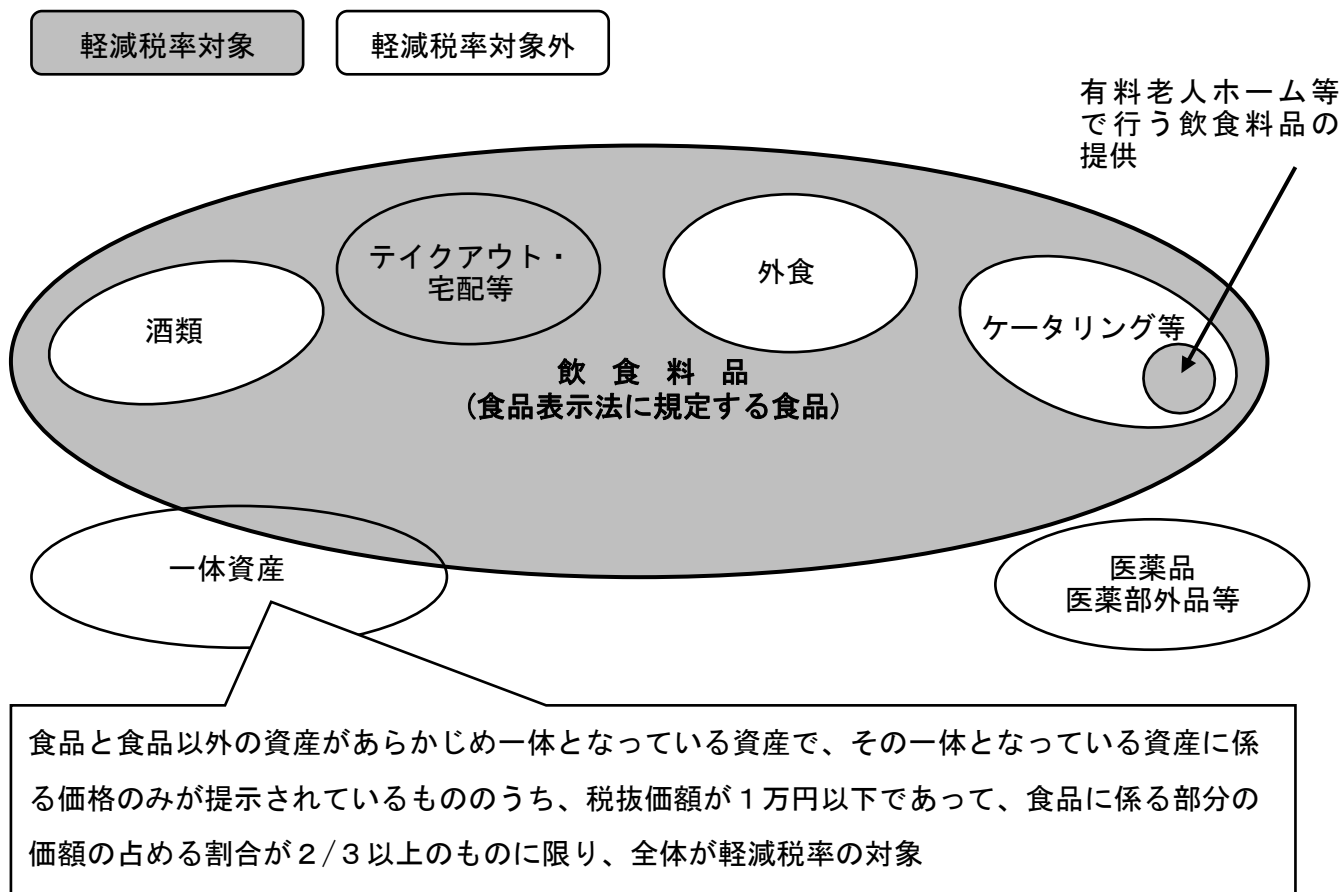 軽減税率対象
軽減税率対象外
有料老人ホーム等
で行う飲食料品の
提供
テイクアウト・
宅配等
外食
酒類
ケータリング等
飲食料品
(食品表示法に規定する食品)
一体資産
医薬品
医薬部外品等
食品と食品以外の資産があらかじめ一体となっている資産で、その一体となっている資産に係
る価格のみが提示されているもののうち、税抜価額が1万円以下であって、食品に係る部分の
価額の占める割合が2/3以上のものに限り、全体が軽減税率の対象